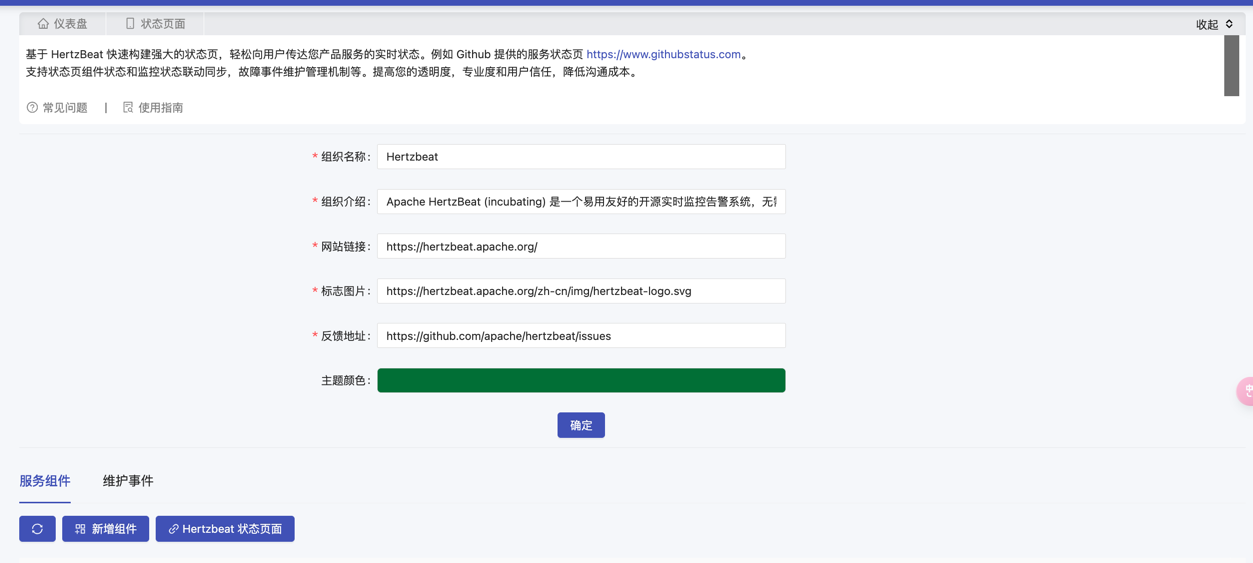 仪表盘 状态页面 收起
基于 HertzBeat 快速构建强大的状态页，轻松向用户传达您产品服务的实时状态。例如 Github 提供的服务状态页 https://www.githubstatus.com。
支持状态页组件状态和监控状态联动同步，故障事件维护管理机制等。提高您的透明度，专业度和用户信任，降低沟通成本。
常见问题 | 使用指南
* 组织名称： Hertzbeat
* 组织介绍： Apache HertzBeat (incubating) 是一个易用友好的开源实时监控告警系统，无
* 网站链接： https://hertzbeat.apache.org/
* 标志图片： https://hertzbeat.apache.org/zh-cn/img/hertzbeat-logo.svg
* 反馈地址： https://github.com/apache/hertzbeat/issues
主题颜色：
确定
服务组件 维护事件
新增组件 Hertzbeat 状态页面